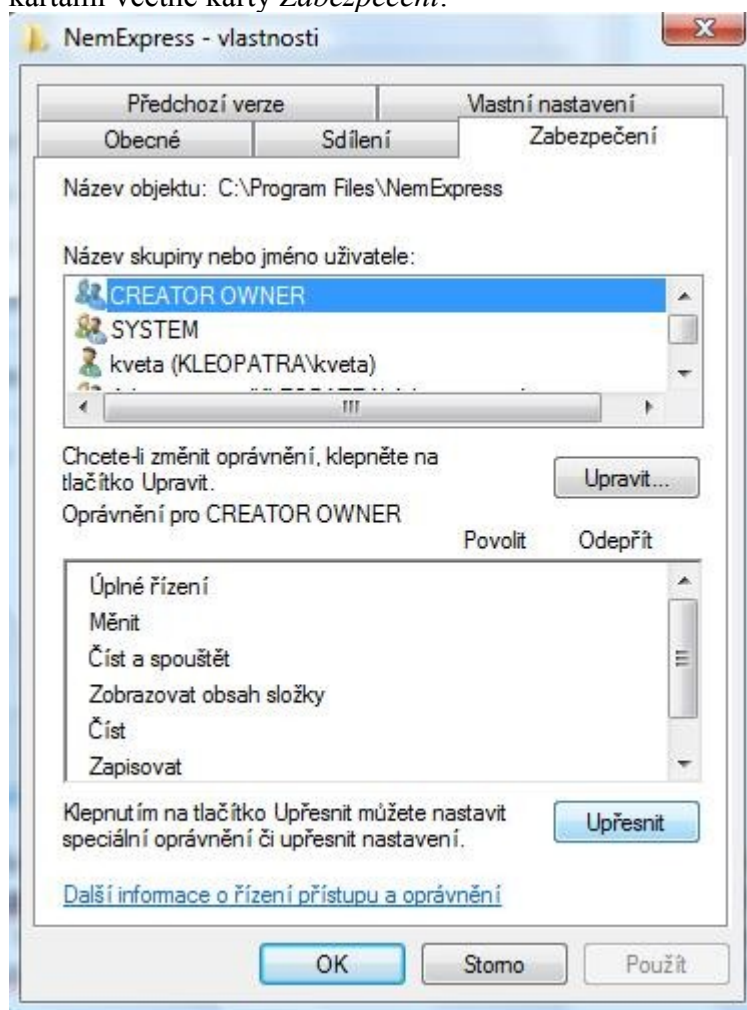 kartami včetně karty Zabezpečení.
NemExpress - vlastnosti
Předchozí verze
Vlastní nastavení
Obecné
Sdílení
Zabezpečení
Název objektu: C:\Program Files\NemExpress
Název skupiny nebo jméno uživatele:
CREATOR OWNER
SYSTEM
kveta (KLEOPATRA\kveta)
Chcete-li změnit oprávnění, klepněte na
tlačítko Upravit.
Upravit...
Oprávnění pro CREATOR OWNER
Povolit Odepřít
Úplné řízení
Měnit
Číst a spouštět
Zobrazovat obsah složky
Číst
Zapisovat
Klepnutím na tlačítko Upřesnit můžete nastavit
speciální oprávnění či upřesnit nastavení.
Upřesnit
Další informace o řízení přístupu a oprávnění
OK
Storno
Použít